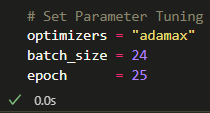 # Set Parameter Tuning
optimizers = "adamax"
batch_size = 24
epoch      = 25
0.0s